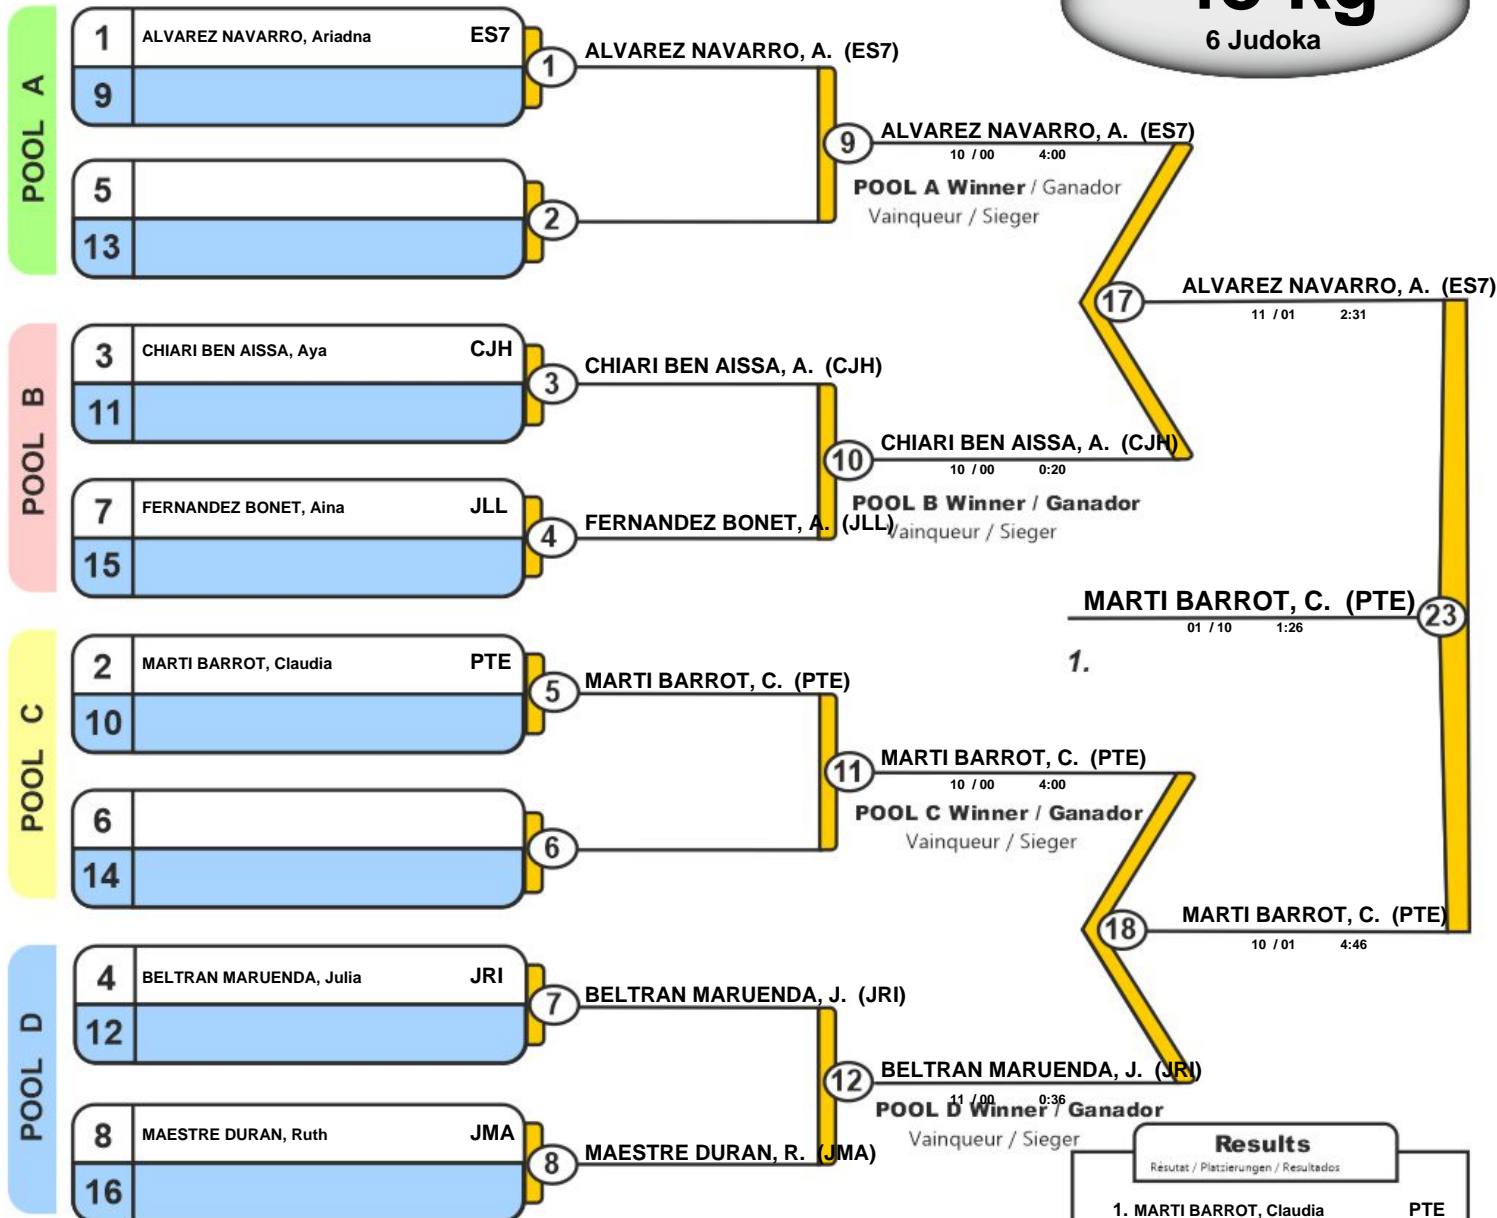 kg
6 Judoka
POOL A
1 ALVAREZ NAVARRO, Ariadna ES7
9
5
13
1 ALVAREZ NAVARRO, A. (ES7)
2
9 ALVAREZ NAVARRO, A. (ES7)
10 / 00 4:00
POOL A Winner / Ganador
Vainqueur / Sieger
POOL B
3 CHIARI BEN AISSA, Aya CJH
11
7 FERNANDEZ BONET, Aina JLL
15
3 CHIARI BEN AISSA, A. (CJH)
4 FERNANDEZ BONET, A. (JLL)
10 CHIARI BEN AISSA, A. (CJH)
10 / 00 0:20
POOL B Winner / Ganador
Vainqueur / Sieger
17 ALVAREZ NAVARRO, A. (ES7)
11 / 01 2:31
MARTI BARROT, C. (PTE) 23
01 / 10 1:26
1.
POOL C
2 MARTI BARROT, Claudia PTE
10
6
14
5 MARTI BARROT, C. (PTE)
6
11 MARTI BARROT, C. (PTE)
10 / 00 4:00
POOL C Winner / Ganador
Vainqueur / Sieger
18 MARTI BARROT, C. (PTE)
10 / 01 4:46
POOL D
4 BELTRAN MARUENDA, Julia JRI
12
8 MAESTRE DURAN, Ruth JMA
16
7 BELTRAN MARUENDA, J. (JRI)
8 MAESTRE DURAN, R. (JMA)
12 BELTRAN MARUENDA, J. (JRI)
11 / 00 0:36
POOL D Winner / Ganador
Vainqueur / Sieger
Results
Résutat / Platzierungen / Resultados
1. MARTI BARROT, Claudia PTE